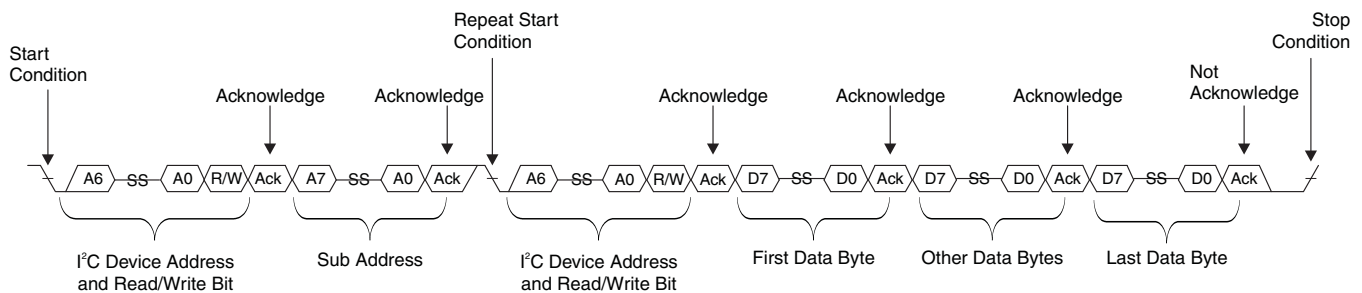 Start
Condition
Repeat Start
Condition
Stop
Condition
Acknowledge
Acknowledge
Acknowledge
Acknowledge
Acknowledge
Not
Acknowledge
A6 SS A0 R/W Ack A7 SS A0 Ack A6 SS A0 R/W Ack D7 SS D0 Ack D7 SS D0 Ack D7 SS D0 Ack
I²C Device Address
and Read/Write Bit
Sub Address
I²C Device Address
and Read/Write Bit
First Data Byte
Other Data Bytes
Last Data Byte